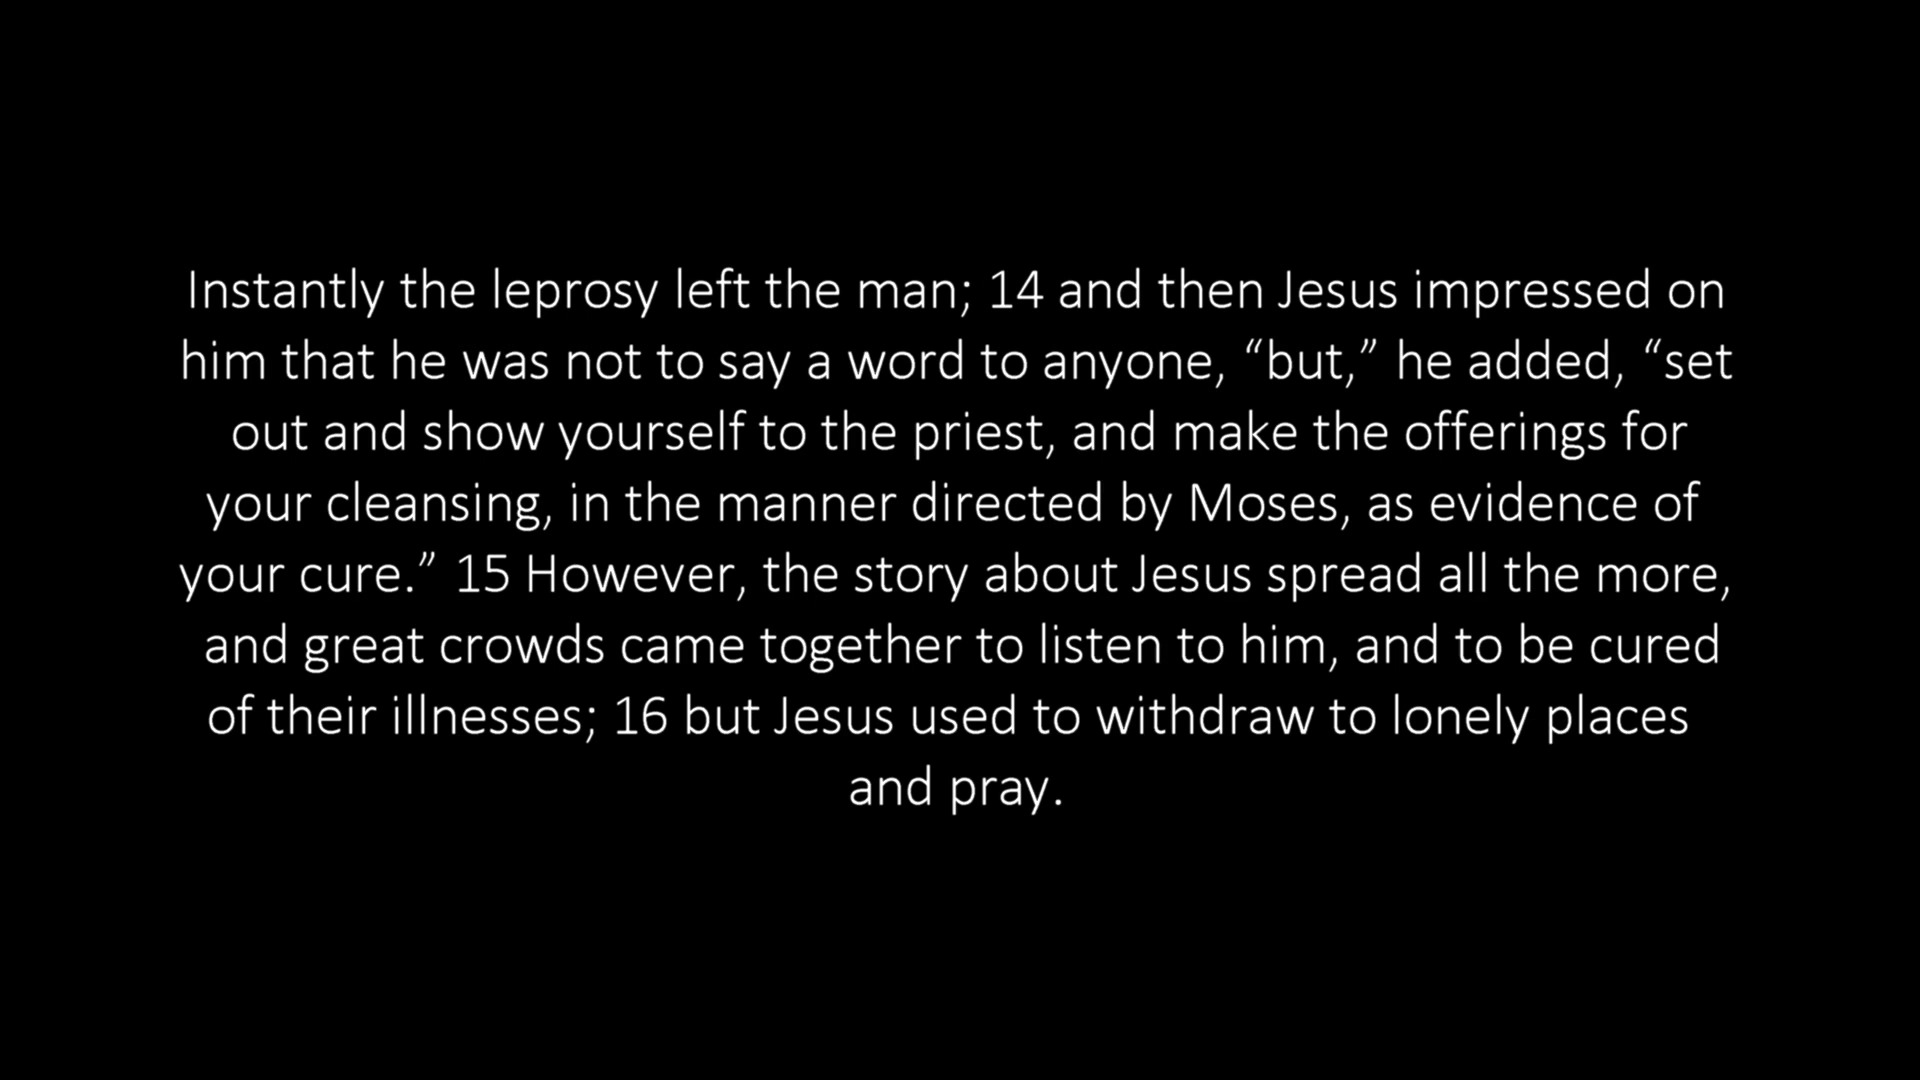 Instantly the leprosy left the man; 14 and then Jesus impressed on
him that he was not to say a word to anyone, “but,” he added, “set
out and show yourself to the priest, and make the offerings for
your cleansing, in the manner directed by Moses, as evidence of
your cure.” 15 However, the story about Jesus spread all the more,
and great crowds came together to listen to him, and to be cured
of their illnesses; 16 but Jesus used to withdraw to lonely places
and pray.